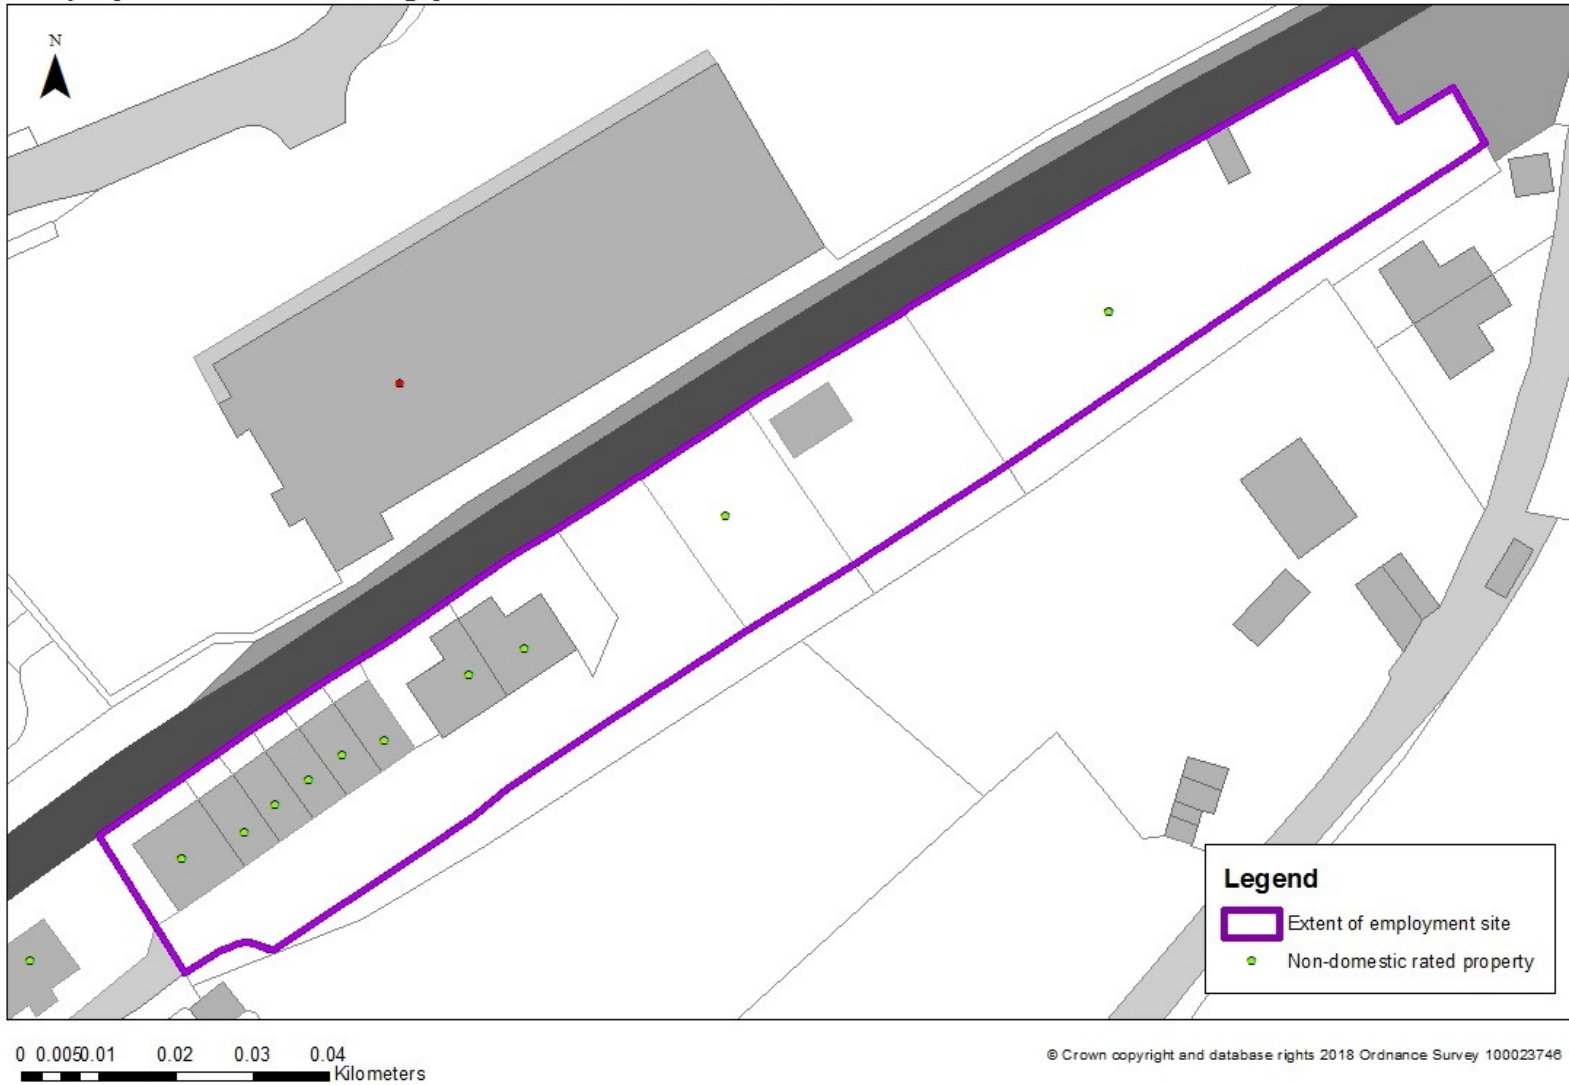 N
Legend
Extent of employment site
Non-domestic rated property
0 0.0050.01 0.02 0.03 0.04
Kilometers
© Crown copyright and database rights 2018 Ordnance Survey 100023746